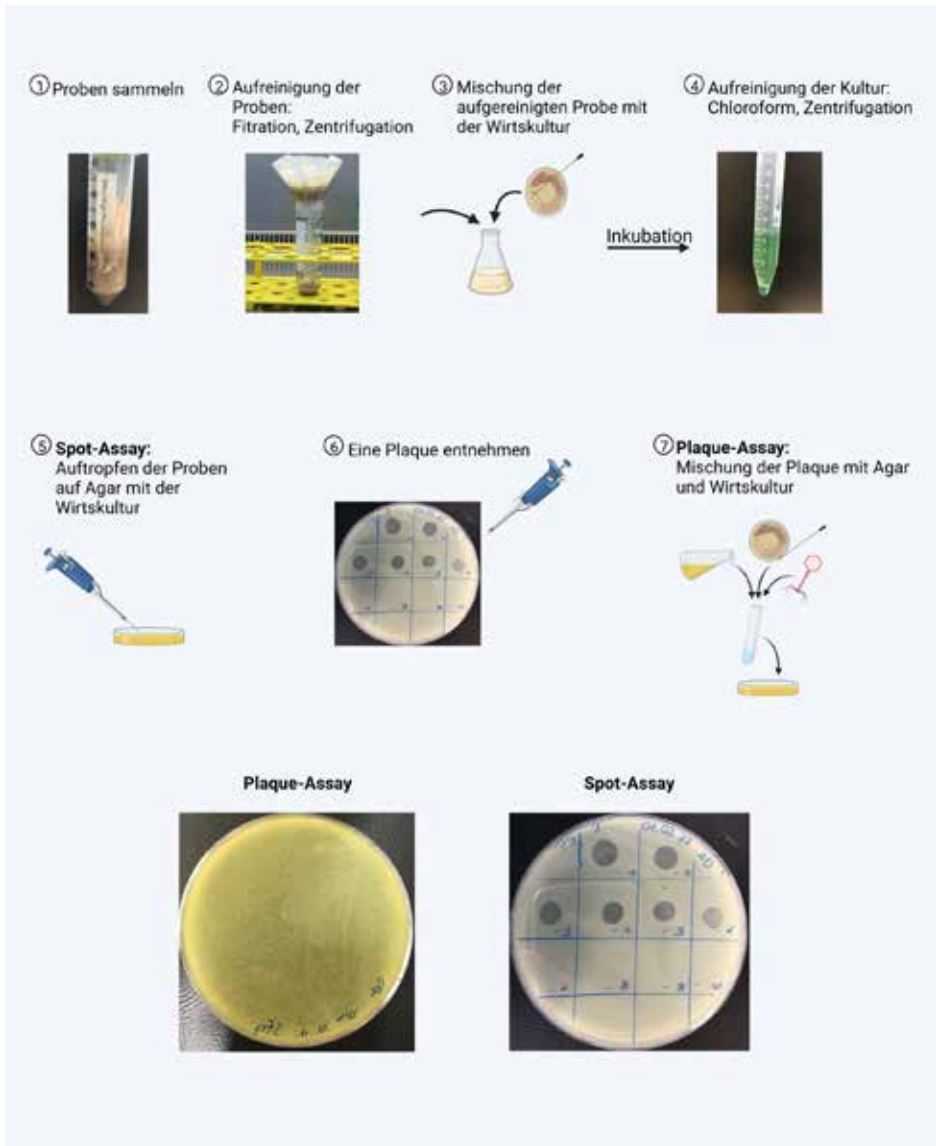 ① Proben sammeln
② Aufreinigung der
Proben:
Fitration, Zentrifugation
③ Mischung der
aufgereinigten Probe mit
der Wirtskultur
④ Aufreinigung der Kultur:
Chloroform, Zentrifugation
Inkubation
⑤ Spot-Assay:
Auftropfen der Proben
auf Agar mit der
Wirtskultur
⑥ Eine Plaque entnehmen
⑦ Plaque-Assay:
Mischung der Plaque mit Agar
und Wirtskultur
Plaque-Assay
Spot-Assay